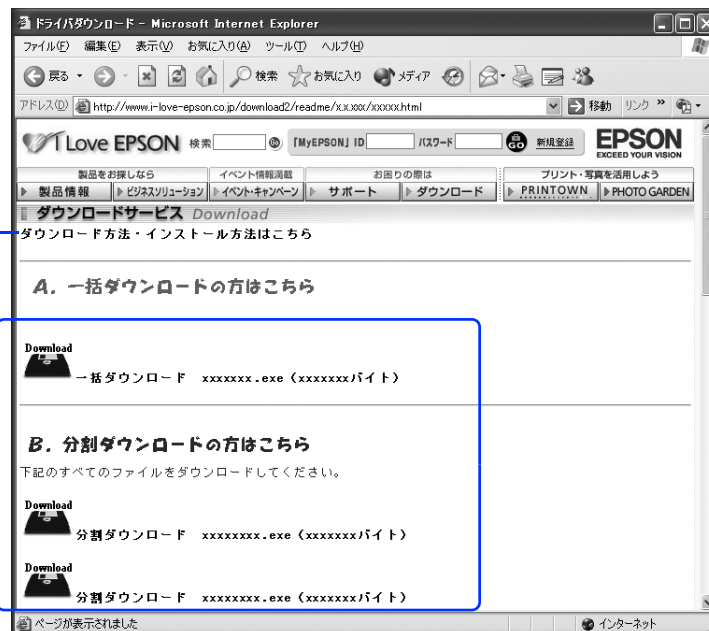 ドライバダウンロード - Microsoft Internet Explorer
ファイル(F) 編集(E) 表示(V) お気に入り(A) ツール(T) ヘルプ(H)
戻る 検索 お気に入り メディア
アドレス(D) http://www.i-love-epson.co.jp/download2/readme/x.x.xxx/xxxxx.html 移動 リンク »
I Love EPSON 検索 GO 「MyEPSON」 ID パスワード GO 新規登録 EPSON
EXCEED YOUR VISION
製品をお探しなら イベント情報満載 お困りの際は プリント・写真を活用しよう
製品情報 ビジネスソリューション イベント・キャンペーン サポート ダウンロード PRINTOWN PHOTO GARDEN
ダウンロードサービス Download
ダウンロード方法・インストール方法はこちら
A. 一括ダウンロードの方はこちら
Download
一括ダウンロード xxxxxxx.exe (xxxxxxxバイト)
B. 分割ダウンロードの方はこちら
下記のすべてのファイルをダウンロードしてください。
Download
分割ダウンロード xxxxxxxx.exe (xxxxxxxバイト)
Download
分割ダウンロード xxxxxxxx.exe (xxxxxxxバイト)
ページが表示されました インターネット